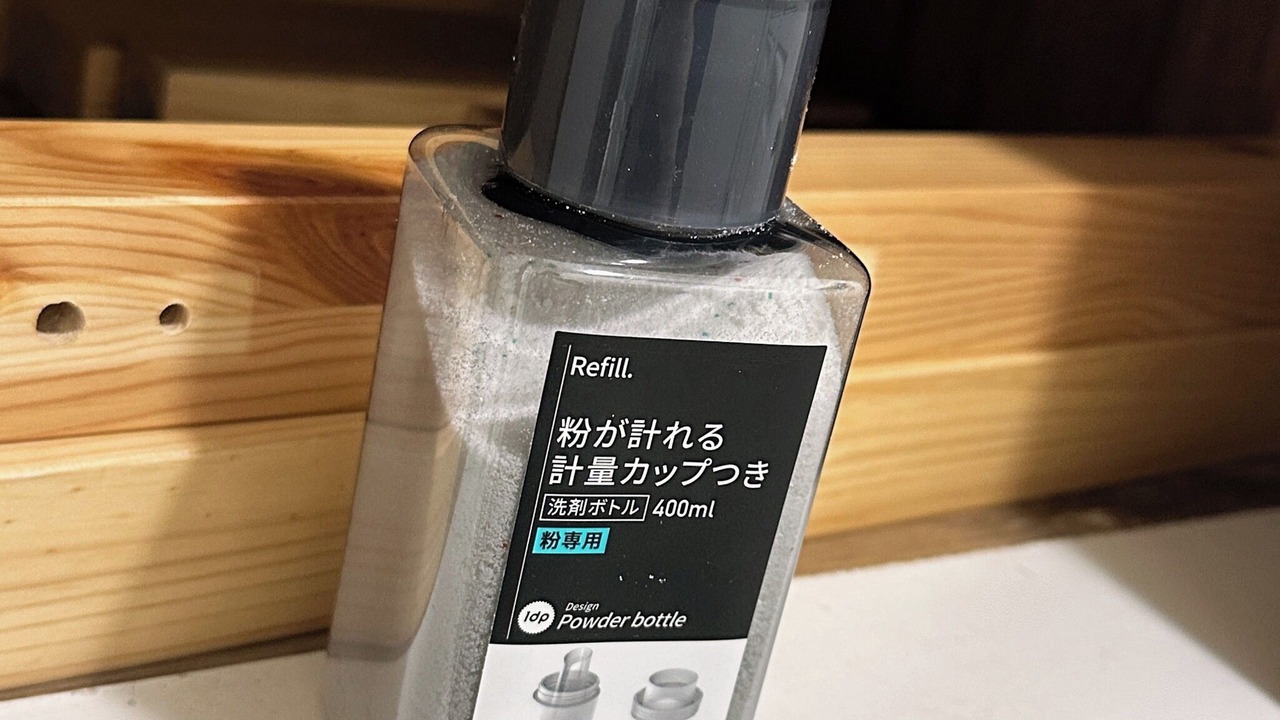 Refill.
粉が計れる
計量カップつき
洗剤ボトル 400ml
粉専用
idp
Design
Powder bottle